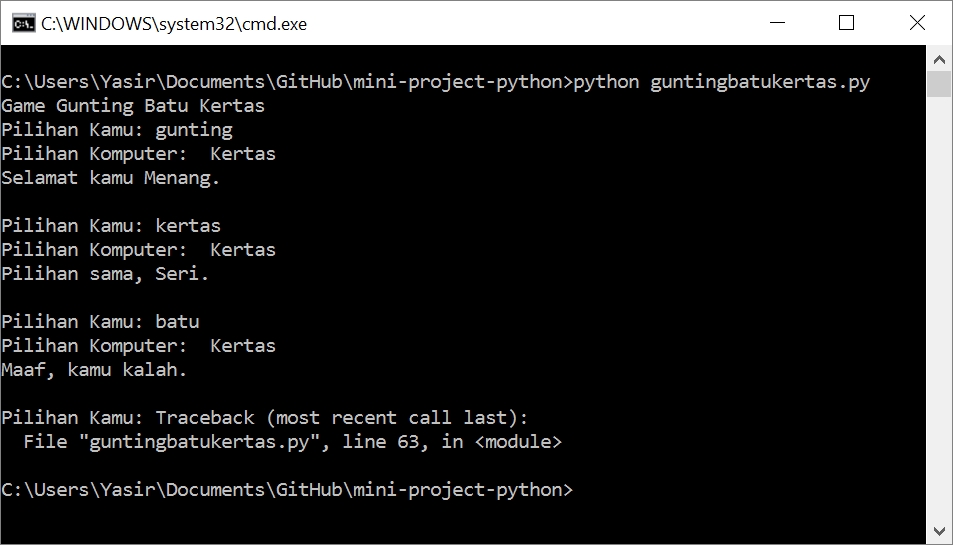 C:\WINDOWS\system32\cmd.exe
C:\Users\Yasir\Documents\GitHub\mini-project-python>python guntingbatukertas.py
Game Gunting Batu Kertas
Pilihan Kamu: gunting
Pilihan Komputer:  Kertas
Selamat kamu Menang.
Pilihan Kamu: kertas
Pilihan Komputer:  Kertas
Pilihan sama, Seri.
Pilihan Kamu: batu
Pilihan Komputer:  Kertas
Maaf, kamu kalah.
Pilihan Kamu: Traceback (most recent call last):
  File "guntingbatukertas.py", line 63, in <module>
C:\Users\Yasir\Documents\GitHub\mini-project-python>